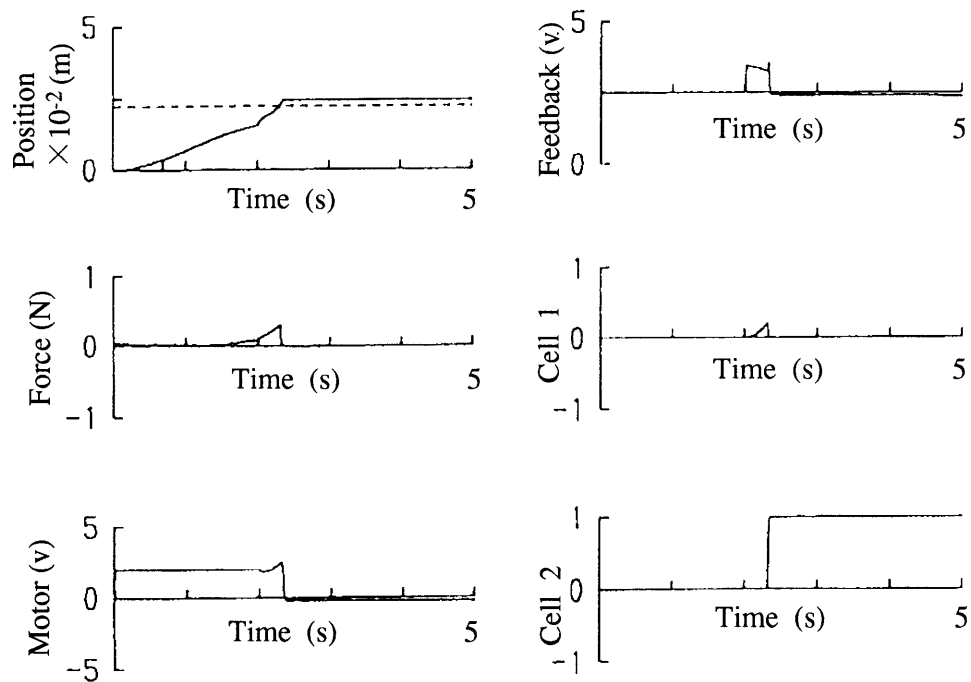 5
Position
×10⁻² (m)
0
Time (s)
5
5
Feedback (v.)
0
Time (s)
5
1
Force (N)
0
Time (s)
5
−1
1
Cell 1
0
Time (s)
5
−1
5
Motor (v)
0
Time (s)
5
−5
1
Cell 2
0
Time (s)
5
−1